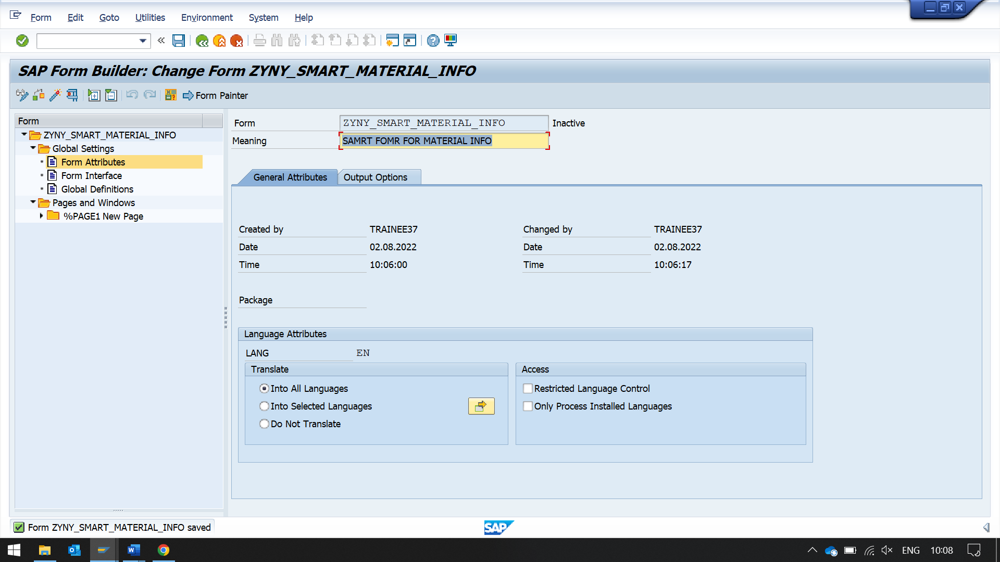 Form Edit Goto Utilities Environment System Help
SAP Form Builder: Change Form ZYNY_SMART_MATERIAL_INFO
Form Painter
Form
ZYNY_SMART_MATERIAL_INFO
Global Settings
Form Attributes
Form Interface
Global Definitions
Pages and Windows
%PAGE1 New Page
Form ZYNY_SMART_MATERIAL_INFO Inactive
Meaning SAMRT FOMR FOR MATERIAL INFO
General Attributes Output Options
Created by TRAINEE37 Changed by TRAINEE37
Date 02.08.2022 Date 02.08.2022
Time 10:06:00 Time 10:06:17
Package
Language Attributes
LANG EN
Translate Access
Into All Languages Restricted Language Control
Into Selected Languages Only Process Installed Languages
Do Not Translate
Form ZYNY_SMART_MATERIAL_INFO saved SAP
ENG 10:08